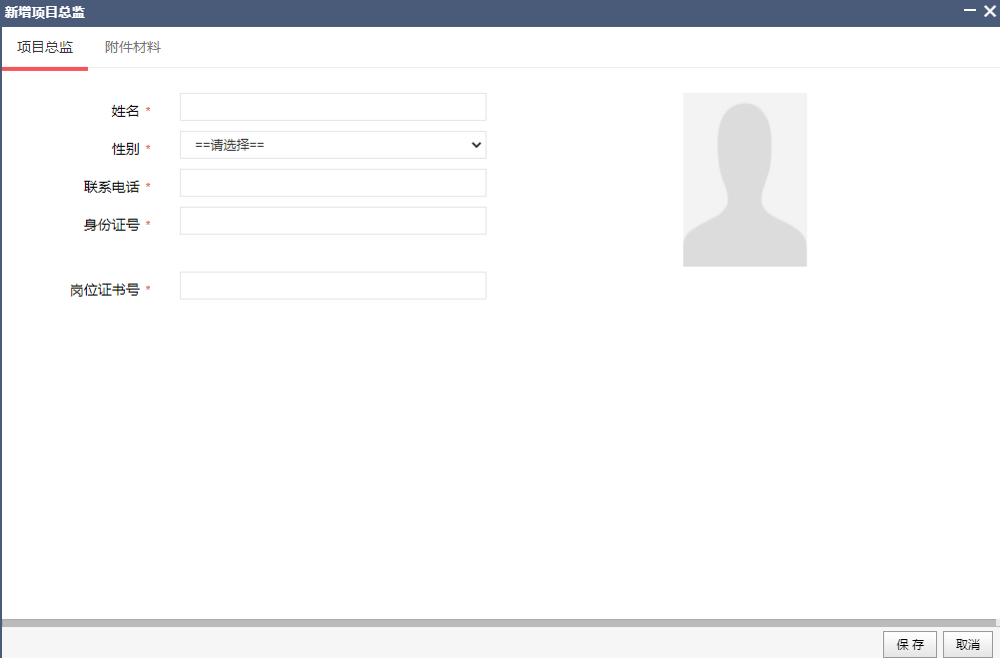 新增项目总监
项目总监 附件材料
姓名 *
性别 * ==请选择==
联系电话 *
身份证号 *
岗位证书号 *
保 存 取消